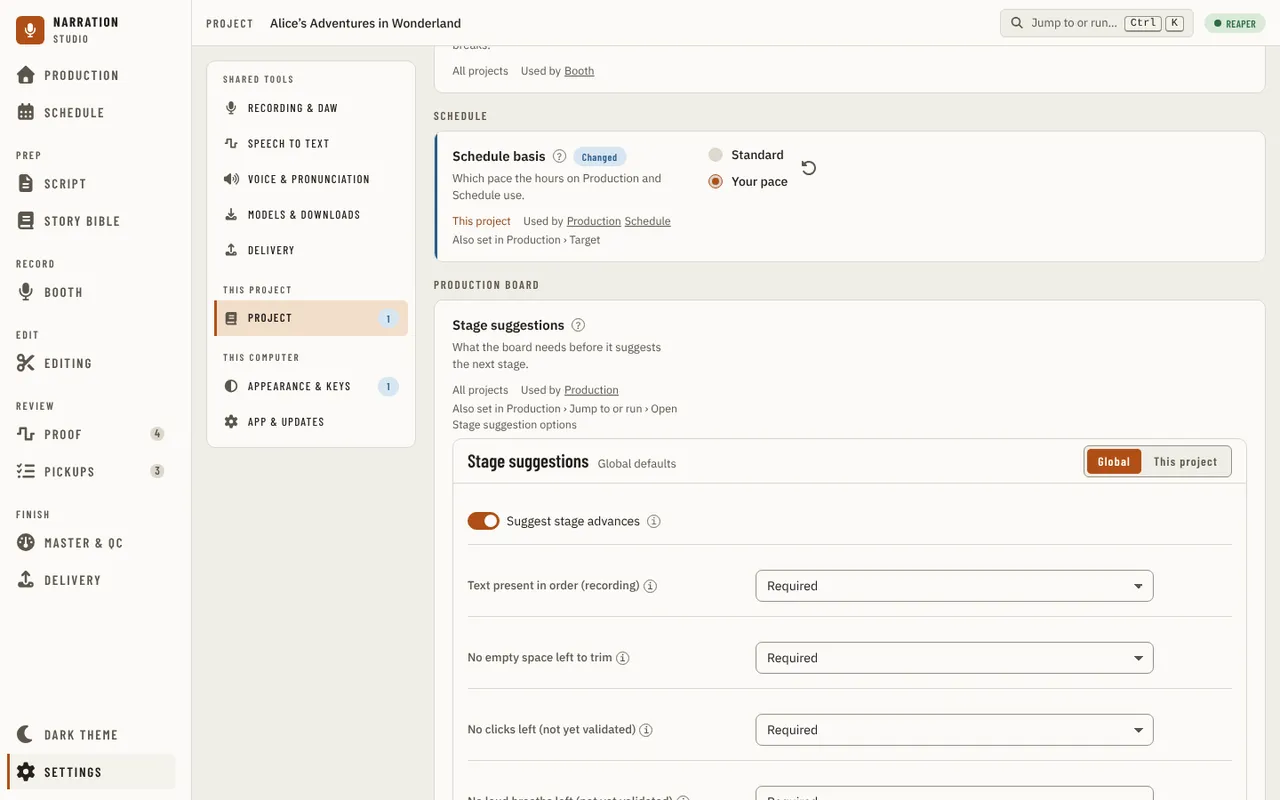 NARRATION
STUDIO
PRODUCTION
SCHEDULE
PREP
SCRIPT
STORY BIBLE
RECORD
BOOTH
EDIT
EDITING
REVIEW
PROOF 4
PICKUPS 3
FINISH
MASTER & QC
DELIVERY
DARK THEME
SETTINGS
PROJECT Alice's Adventures in Wonderland
Jump to or run... Ctrl K
REAPER
SHARED TOOLS
RECORDING & DAW
SPEECH TO TEXT
VOICE & PRONUNCIATION
MODELS & DOWNLOADS
DELIVERY
THIS PROJECT
PROJECT 1
THIS COMPUTER
APPEARANCE & KEYS 1
APP & UPDATES
breaks.
All projects Used by Booth
SCHEDULE
Schedule basis ? Changed
Which pace the hours on Production and
Schedule use.
This project Used by Production Schedule
Also set in Production › Target
Standard
Your pace
PRODUCTION BOARD
Stage suggestions ?
What the board needs before it suggests
the next stage.
All projects Used by Production
Also set in Production › Jump to or run › Open
Stage suggestion options
Stage suggestions Global defaults
Global This project
Suggest stage advances
Text present in order (recording) Required
No empty space left to trim Required
No clicks left (not yet validated) Required
No loud breaths left (not yet validated) Required